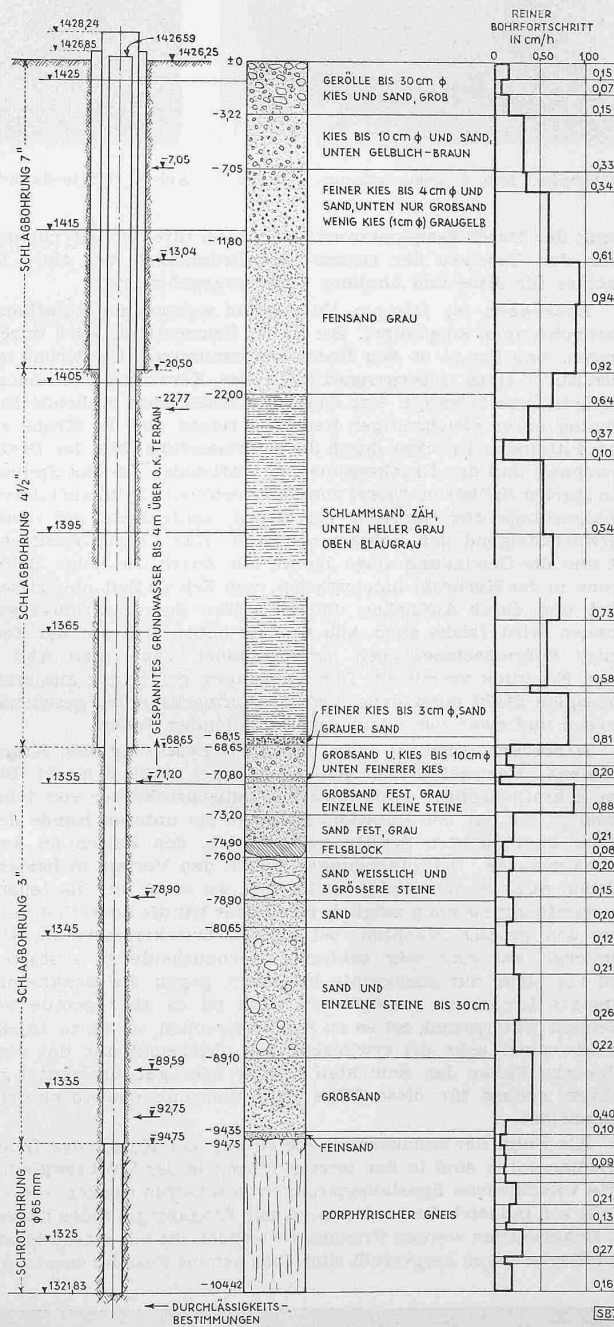 REINER
BOHRFORTSCHRITT
IN cm/h
0 0,50 1,00
1428,24
1426,85
1426,59
1426,25
±0
1425
GERÖLLE BIS 30 cm ϕ
KIES UND SAND, GROB
0,15
0,07
0,15
-3,22
KIES BIS 10 cm ϕ UND SAND,
UNTEN GELBLICH-BRAUN
0,33
-7,05
-7,05
0,34
SCHLAGBOHRUNG 7"
FEINER KIES BIS 4 cm ϕ UND
SAND, UNTEN NUR GROBSAND
WENIG KIES (1cm ϕ) GRAUGELB
1415
-11,80
0,61
-13,04
0,94
FEINSAND GRAU
-20,50
0,92
1405
-22,00
-22,77
0,64
0,37
0,10
SCHLAGBOHRUNG 4 1/2"
GESPANNTES GRUNDWASSER BIS 4m ÜBER O.K. TERRAIN
SCHLAMMSAND ZÄH,
UNTEN HELLER GRAU
OBEN BLAUGRAU
1395
0,54
1365
0,73
0,58
FEINER KIES BIS 3 cm ϕ, SAND
GRAUER SAND
-68,15
-68,65
-68,65
0,81
GROBSAND U, KIES BIS 10cm ϕ
UNTEN FEINERER KIES
1355
-71,20
-70,80
0,20
GROBSAND FEST, GRAU
EINZELNE KLEINE STEINE
0,88
-73,20
SAND FEST, GRAU
0,21
-74,90
FELSBLOCK
0,08
-76,00
0,20
SAND WEISSLICH UND
3 GRÖSSERE STEINE
0,15
SCHLAGBOHRUNG 3"
-78,90
-78,90
SAND
0,20
-80,65
1345
0,12
0,21
SAND UND
EINZELNE STEINE BIS 30cm
0,26
0,22
-89,10
-89,59
1335
GROBSAND
-92,75
0,40
-94,35
0,10
-94,75
-94,75
FEINSAND
0,09
SCHROTBOHRUNG
ϕ 65 mm
PORPHYRISCHER GNEIS
0,21
0,13
1325
0,27
1321,83
-104,42
0,16
DURCHLÄSSIGKEITS-
BESTIMMUNGEN
SBZ